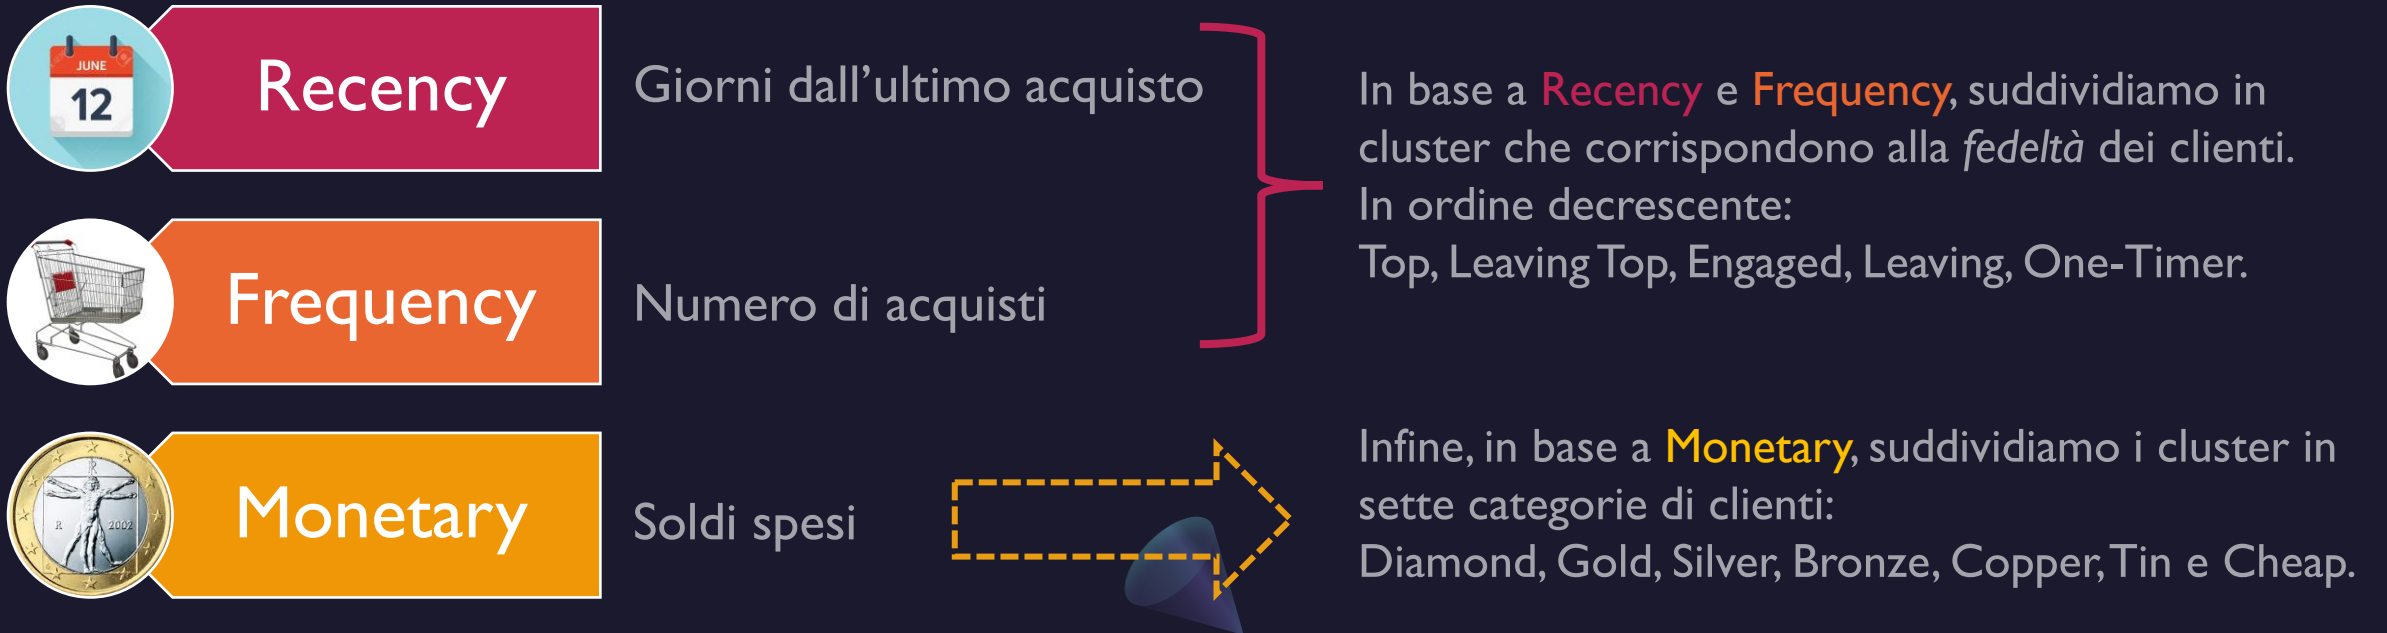 JUNE
12
Recency
Giorni dall’ultimo acquisto
In base a Recency e Frequency, suddividiamo in
cluster che corrispondono alla fedeltà dei clienti.
In ordine decrescente:
Top, Leaving Top, Engaged, Leaving, One-Timer.
Frequency
Numero di acquisti
R
R
2002
Monetary
Soldi spesi
Infine, in base a Monetary, suddividiamo i cluster in
sette categorie di clienti:
Diamond, Gold, Silver, Bronze, Copper, Tin e Cheap.